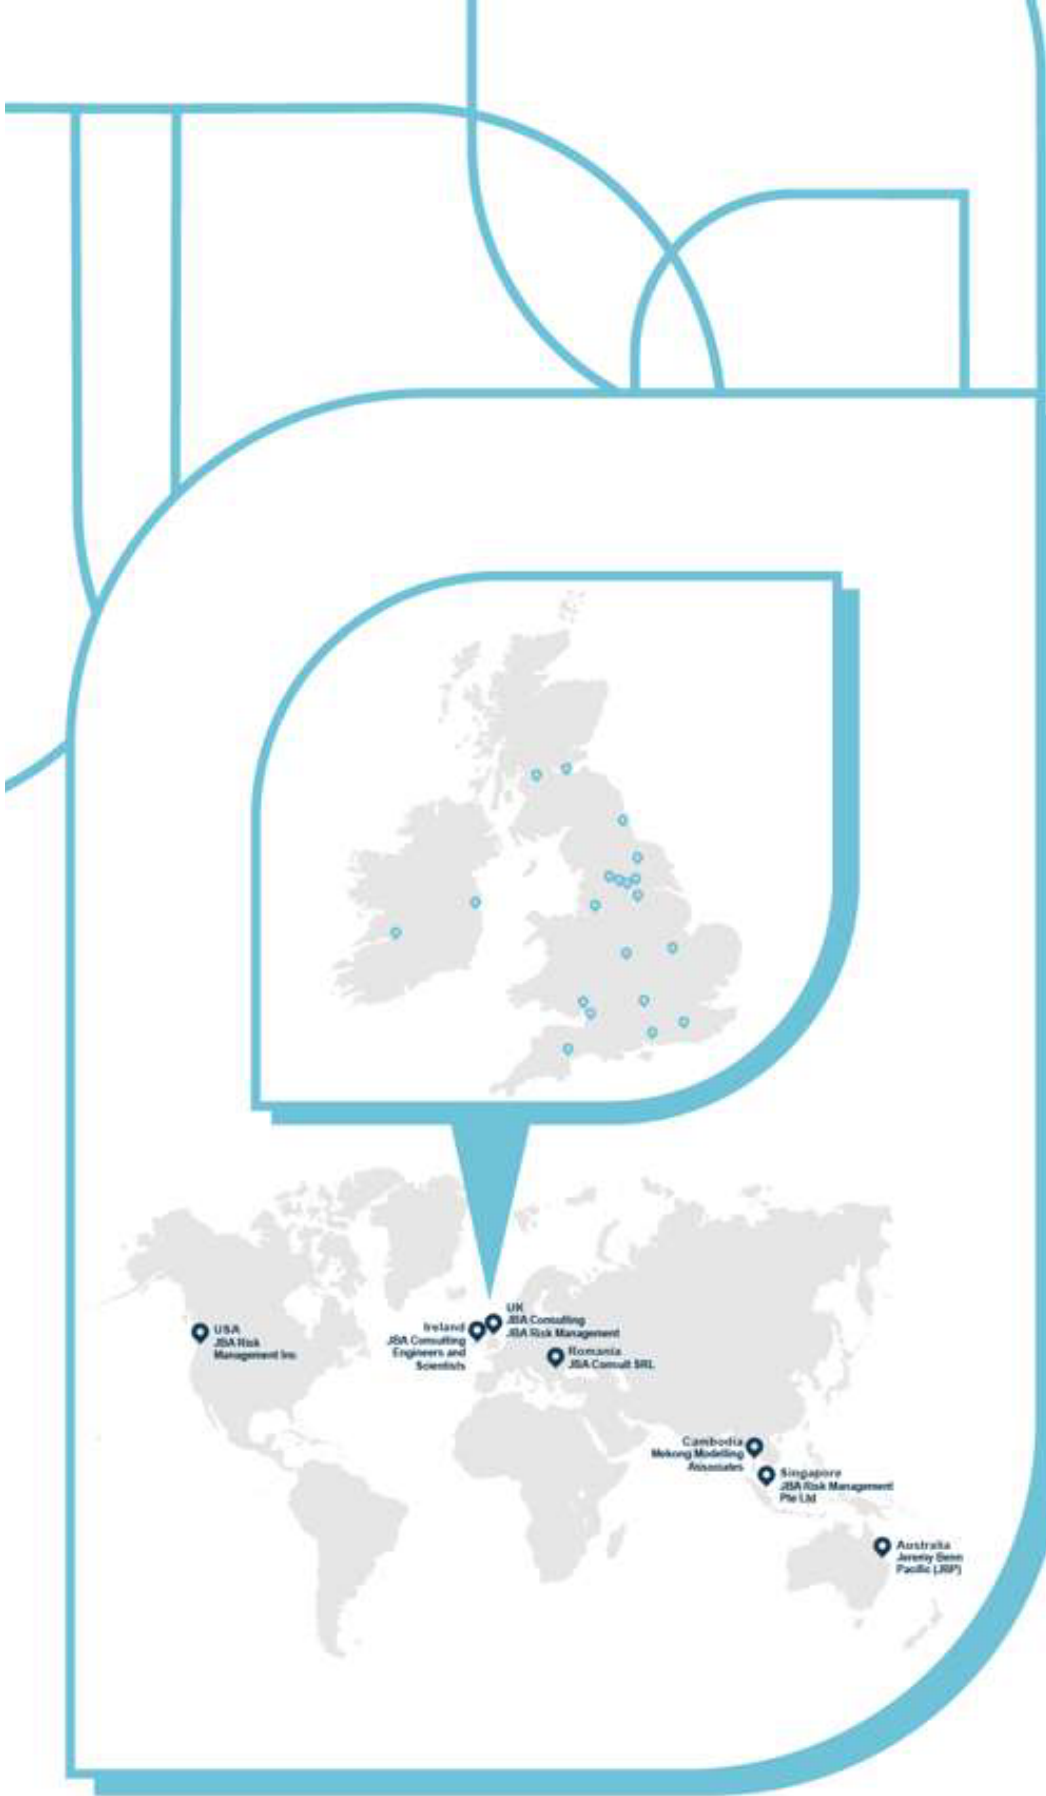 UK
JBA Consulting
JBA Risk Management
Ireland
JBA Consulting
Engineers and
Scientists
USA
JBA Risk
Management Inc
Romania
JBA Consult SRL
Cambodia
Mekong Modelling
Associates
Singapore
JBA Risk Management
Pte Ltd
Australia
Jeremy Benn
Pacific (JBP)